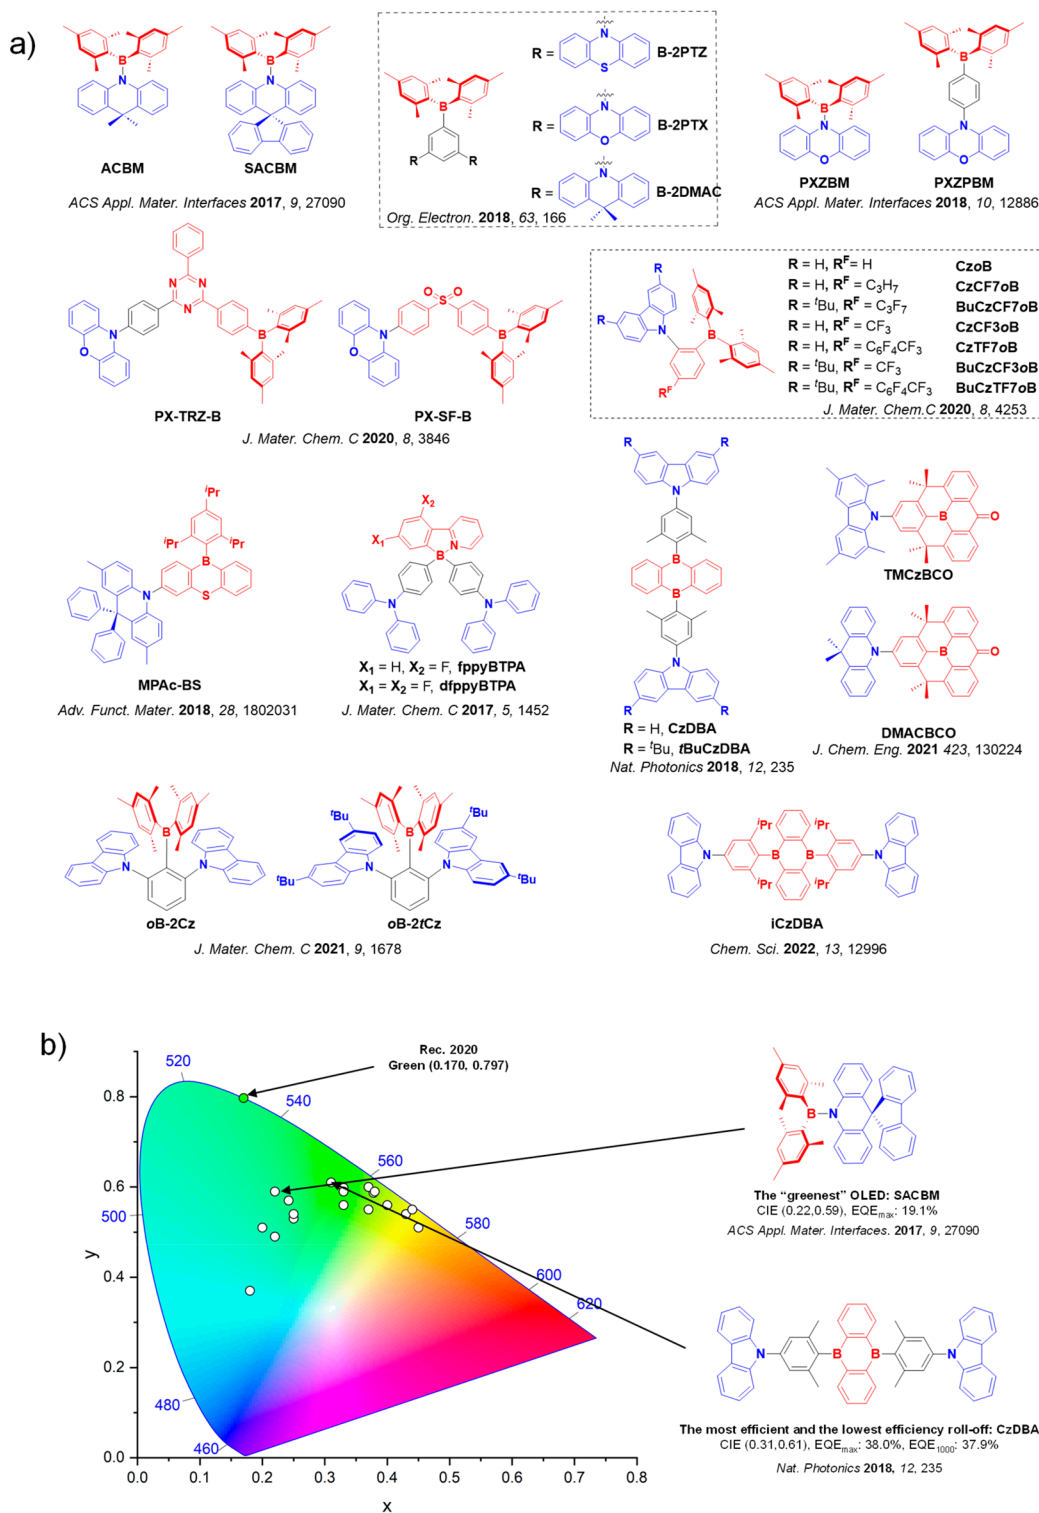 a)
ACBM
SACBM
ACS Appl. Mater. Interfaces 2017, 9, 27090
R =
B-2PTZ
R =
B-2PTX
R =
B-2DMAC
Org. Electron. 2018, 63, 166
PXZBM
PXZPBM
ACS Appl. Mater. Interfaces 2018, 10, 12886
PX-TRZ-B
PX-SF-B
J. Mater. Chem. C 2020, 8, 3846
R = H, Rᶠ= H CzoB
R = H, Rᶠ = C₃H₇ CzCF7oB
R = ᵗBu, Rᶠ = C₃F₇ BuCzCF7oB
R = H, Rᶠ = CF₃ CzCF3oB
R = H, Rᶠ = C₆F₄CF₃ CzTF7oB
R = ᵗBu, Rᶠ = CF₃ BuCzCF3oB
R = ᵗBu, Rᶠ = C₆F₄CF₃ BuCzTF7oB
J. Mater. Chem.C 2020, 8, 4253
MPAc-BS
Adv. Funct. Mater. 2018, 28, 1802031
X₁ = H, X₂ = F, fppyBTPA
X₁ = X₂ = F, dfppyBTPA
J. Mater. Chem. C 2017, 5, 1452
R = H, CzDBA
R = ᵗBu, tBuCzDBA
Nat. Photonics 2018, 12, 235
TMCzBCO
DMACBCO
J. Chem. Eng. 2021 423, 130224
oB-2Cz
oB-2tCz
J. Mater. Chem. C 2021, 9, 1678
iCzDBA
Chem. Sci. 2022, 13, 12996
b)
Rec. 2020
Green (0.170, 0.797)
520
540
560
500
580
600
620
480
460
0.8
0.6
0.4
0.2
0.0
y
0.0 0.1 0.2 0.3 0.4 0.5 0.6 0.7 0.8
x
The “greenest” OLED: SACBM
CIE (0.22,0.59), EQEmax: 19.1%
ACS Appl. Mater. Interfaces. 2017, 9, 27090
The most efficient and the lowest efficiency roll-off: CzDBA
CIE (0.31,0.61), EQEmax: 38.0%, EQE₁₀₀₀: 37.9%
Nat. Photonics 2018, 12, 235